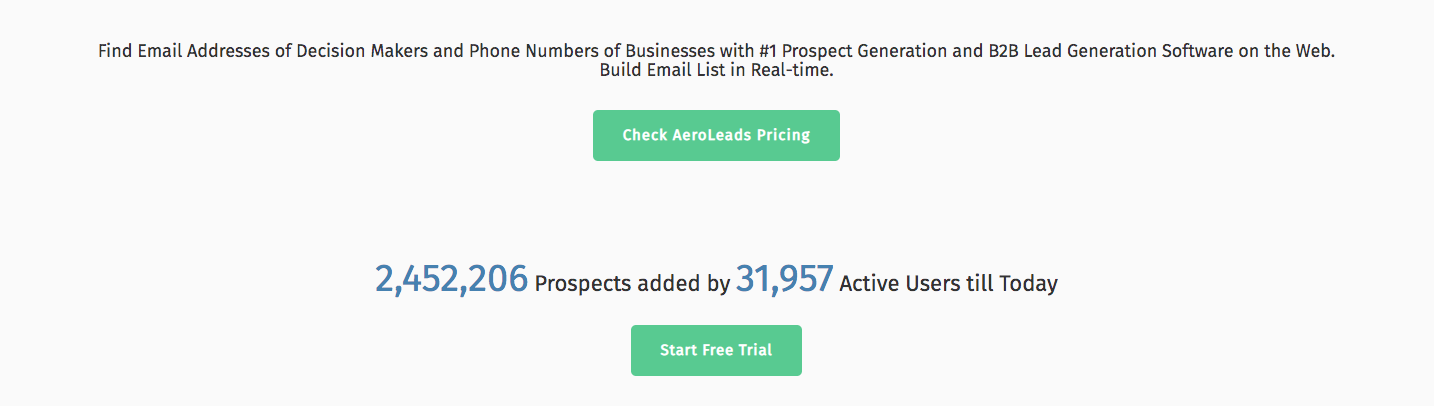 Find Email Addresses of Decision Makers and Phone Numbers of Businesses with #1 Prospect Generation and B2B Lead Generation Software on the Web.
Build Email List in Real-time.
Check AeroLeads Pricing
2,452,206 Prospects added by 31,957 Active Users till Today
Start Free Trial